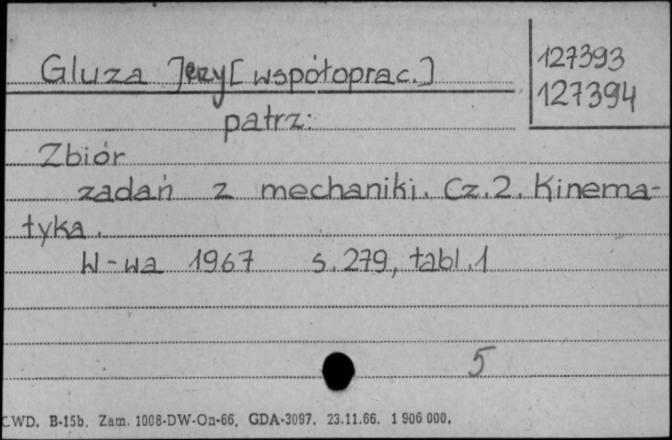 Gluza Jerzy [współoprac.]
127393
127394
patrz:
Zbiór
zadań z mechaniki. Cz.2. Kinema-
tyka.
W-wa 1967 s.279, tabl.1
5
CWD. B-15b. Zam. 1008-DW-On-66. GDA-3097. 23.11.66. 1 906 000.